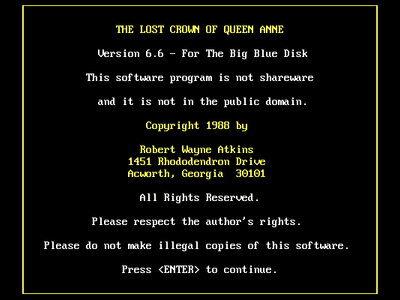 THE LOST CROWN OF QUEEN ANNE
Version 6.6 - For The Big Blue Disk
This software program is not shareware
and it is not in the public domain.
Copyright 1988 by
Robert Wayne Atkins
1451 Rhododendron Drive
Acworth, Georgia  30101
All Rights Reserved.
Please respect the author's rights.
Please do not make illegal copies of this software.
Press <ENTER> to continue.